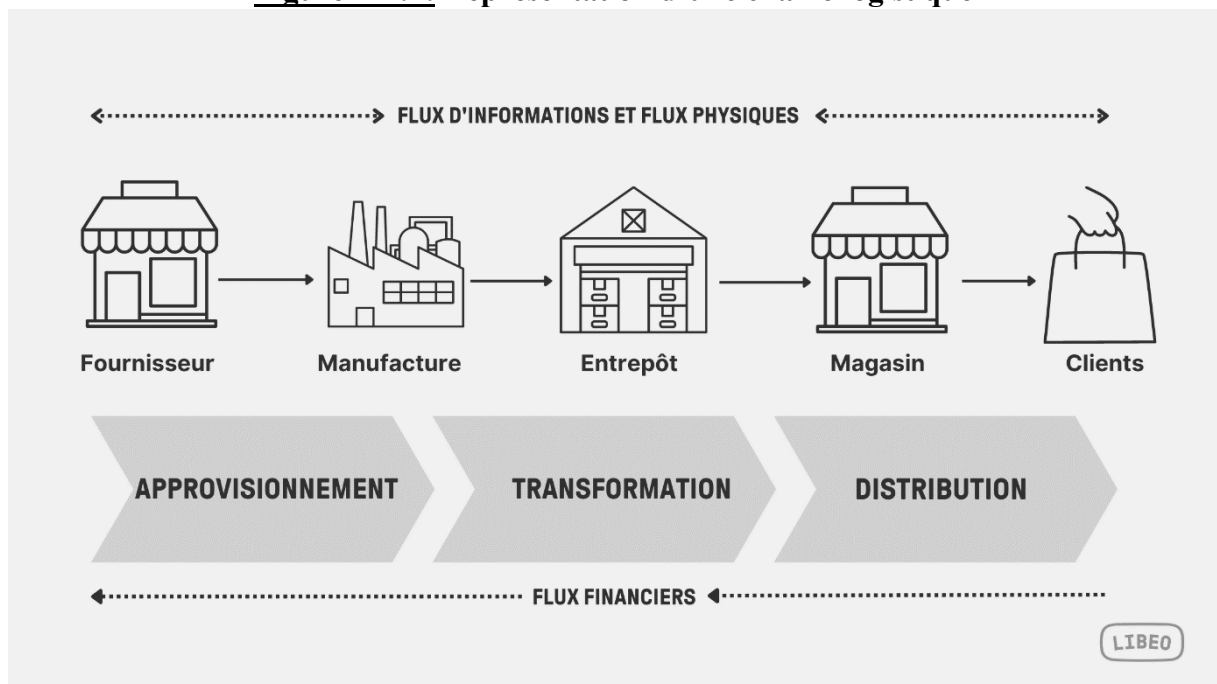 FLUX D'INFORMATIONS ET FLUX PHYSIQUES
Fournisseur Manufacture Entrepôt Magasin Clients
APPROVISIONNEMENT TRANSFORMATION DISTRIBUTION
FLUX FINANCIERS
LIBEO